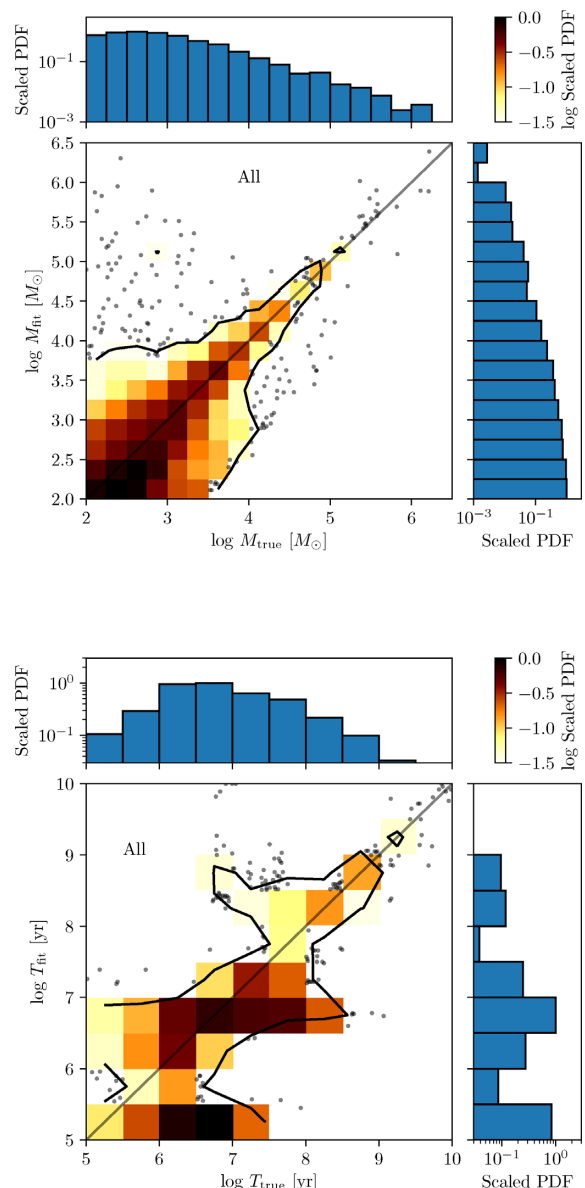 Scaled PDF
10⁻¹
10⁻³
0.0
−0.5
−1.0
−1.5
log Scaled PDF
6.5
6.0
5.5
5.0
4.5
4.0
3.5
3.0
2.5
2.0
log M_fit [M_⊙]
All
2 3 4 5 6
log M_true [M_⊙]
10⁻³ 10⁻¹
Scaled PDF
Scaled PDF
10⁰
10⁻¹
0.0
−0.5
−1.0
−1.5
log Scaled PDF
10
9
8
7
6
5
log T_fit [yr]
All
5 6 7 8 9 10
log T_true [yr]
10⁻¹ 10⁰
Scaled PDF